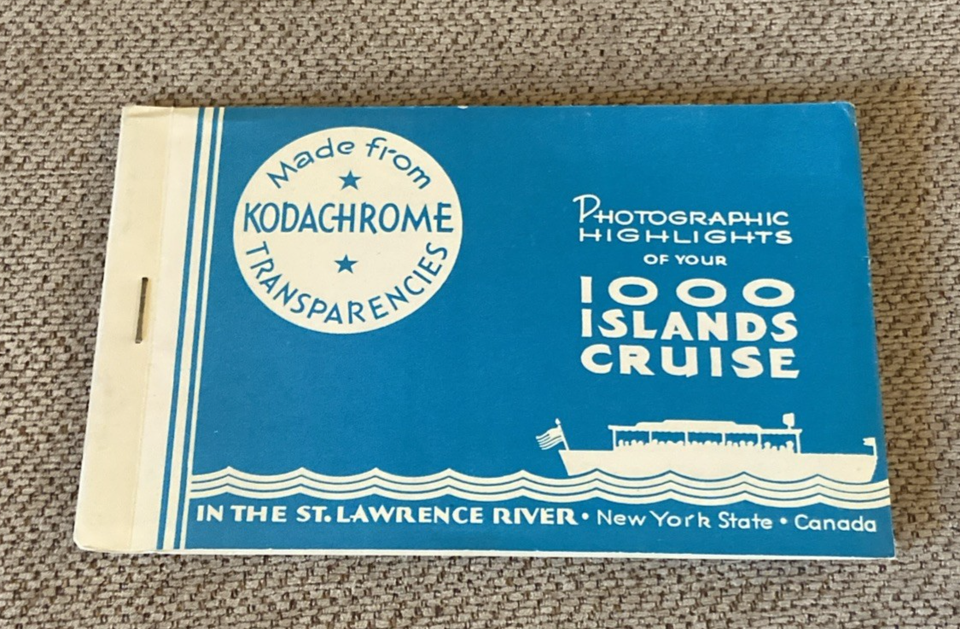 Made from
KODACHROME
TRANSPARENCIES
PHOTOGRAPHIC
HIGHLIGHTS
OF YOUR
1000
ISLANDS
CRUISE
IN THE ST. LAWRENCE RIVER • New York State • Canada